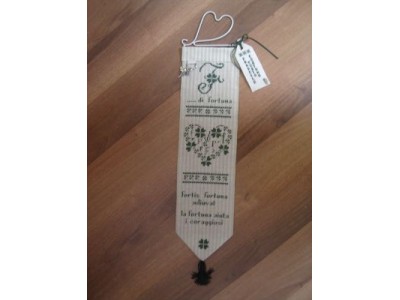 F
....di fortuna
fortis fortuna
adiuvat
la fortuna aiuta
i coraggiosi